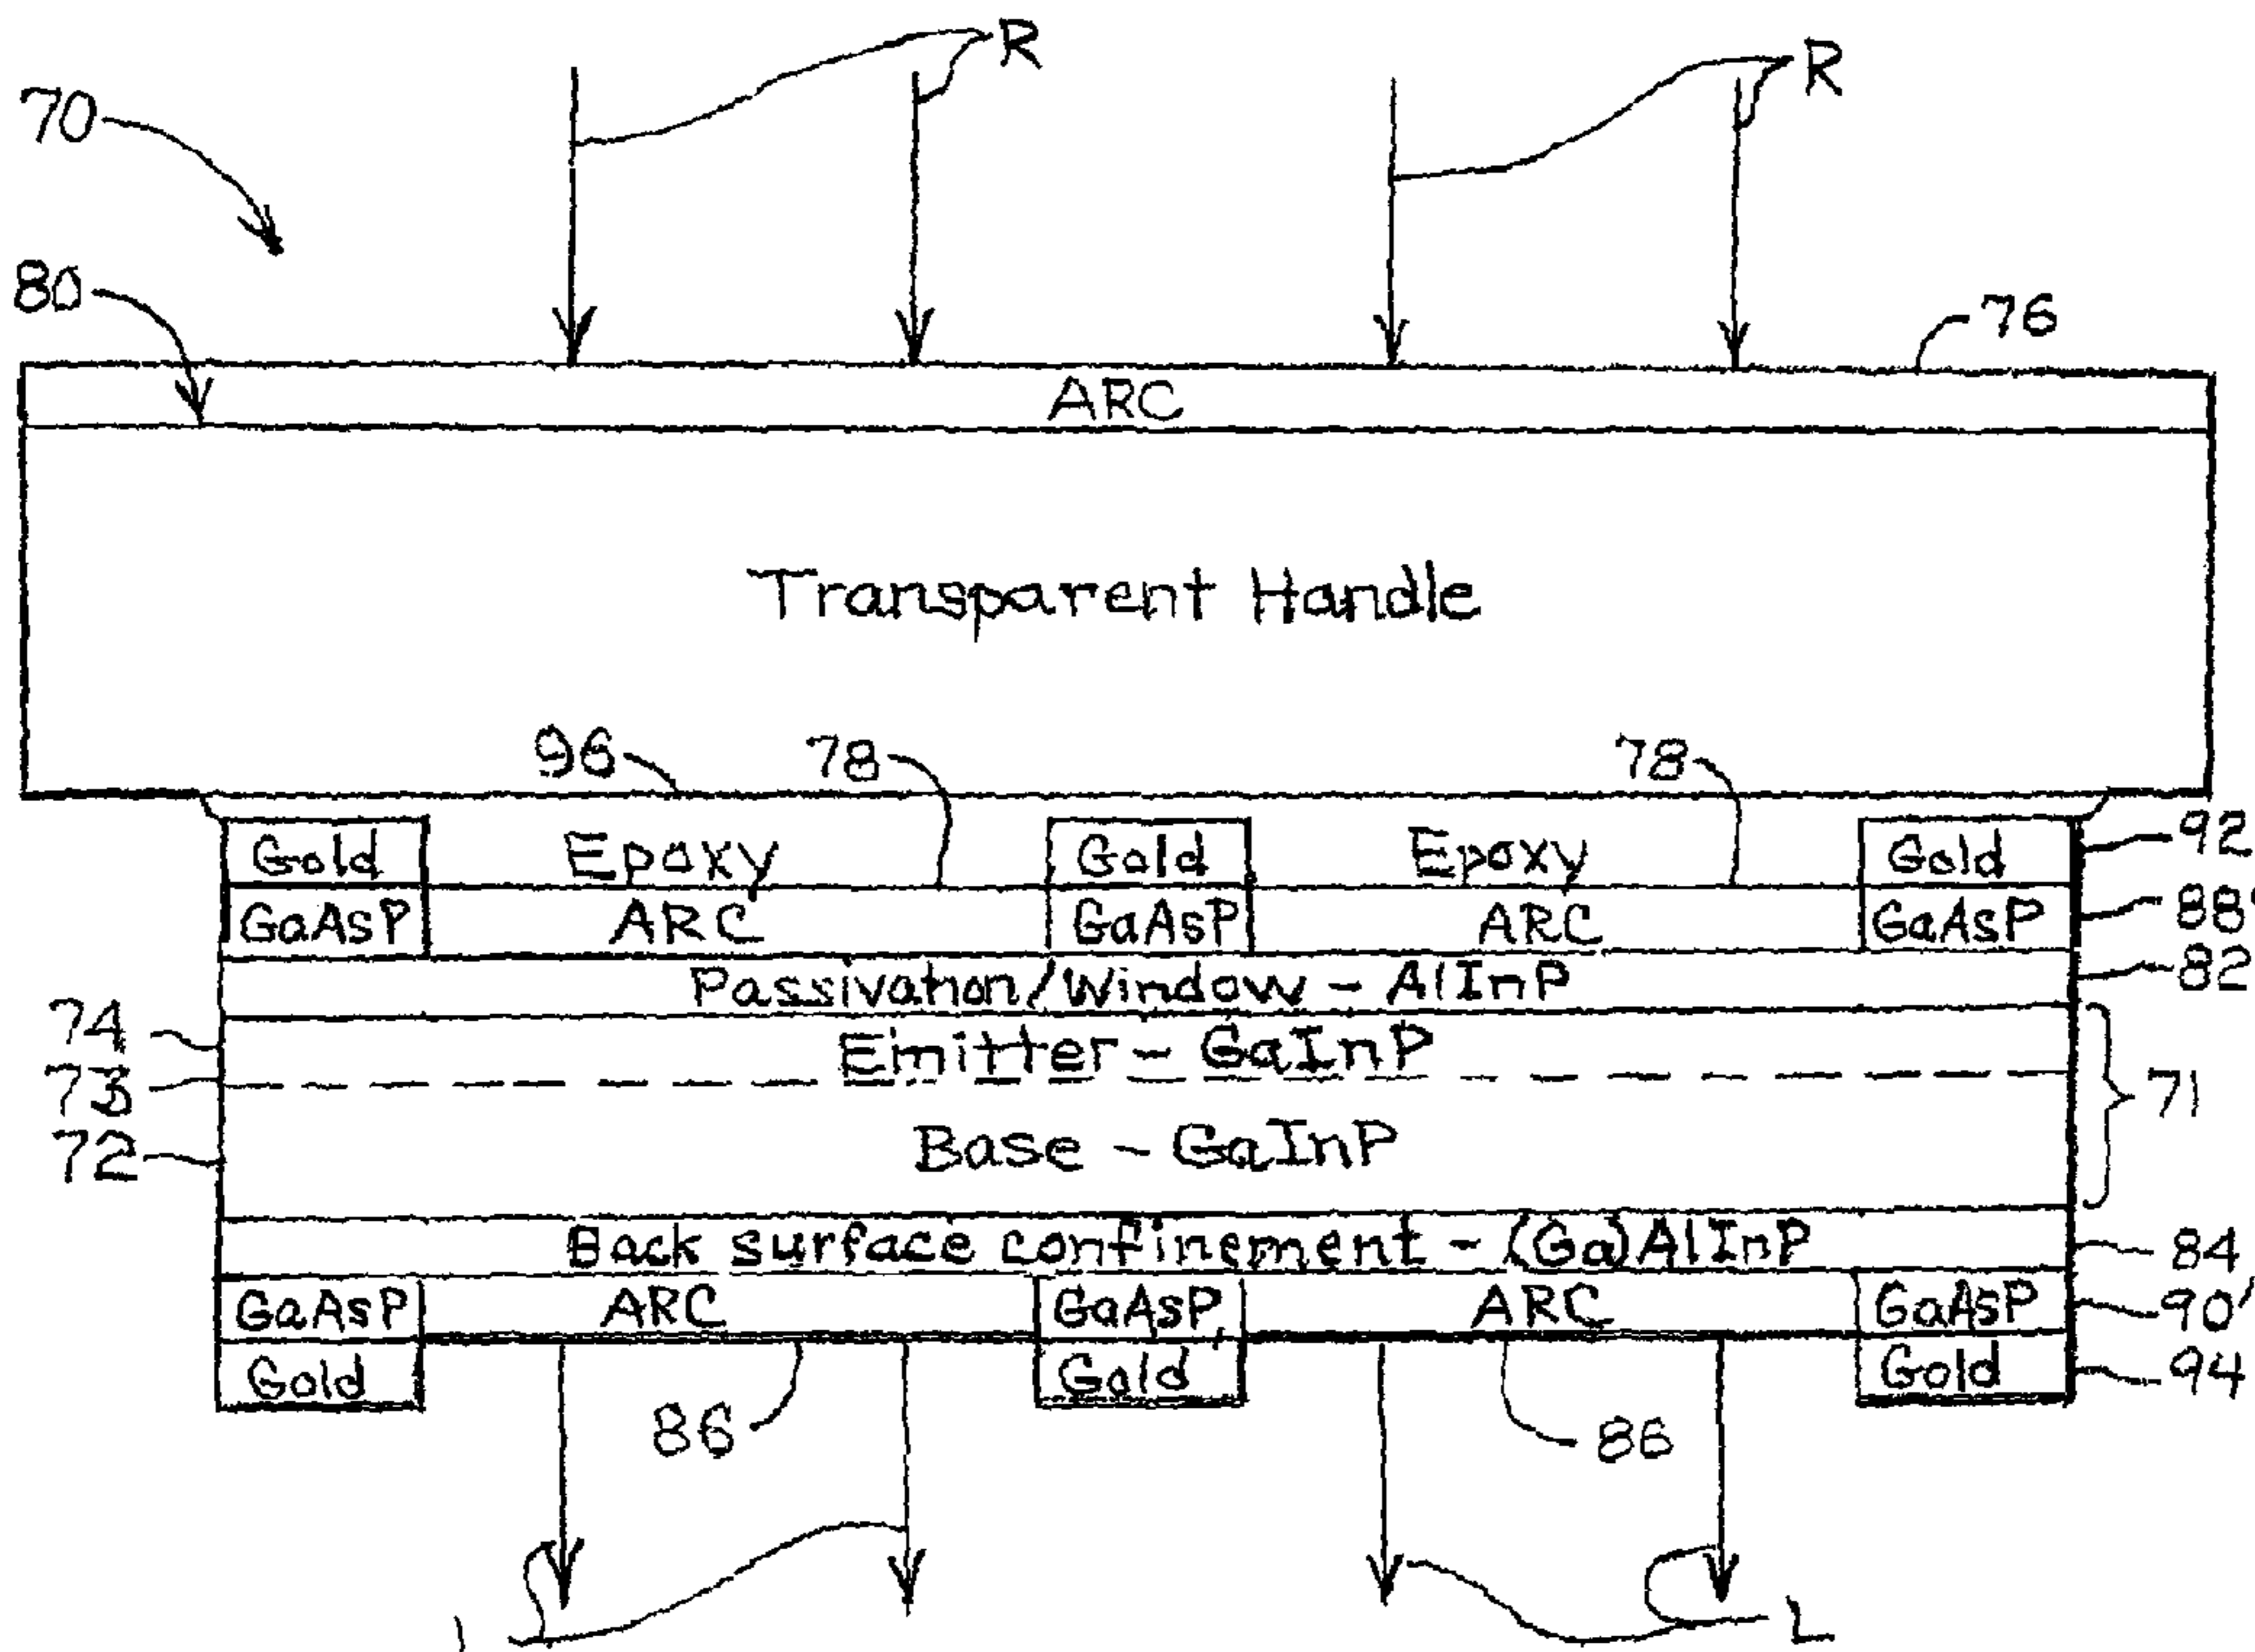 R R
70
80
76
ARC
Transparent Handle
96 78 78
Gold Epoxy Gold Epoxy Gold 92
GaAsP ARC GaAsP ARC GaAsP 88'
Passivation/Window - AlInP 82
74 Emitter - GaInP
73
71
72 Base - GaInP
Back surface confinement - (Ga)AlInP 84
GaAsP ARC GaAsP ARC GaAsP 90'
Gold Gold Gold 94
86 86
L